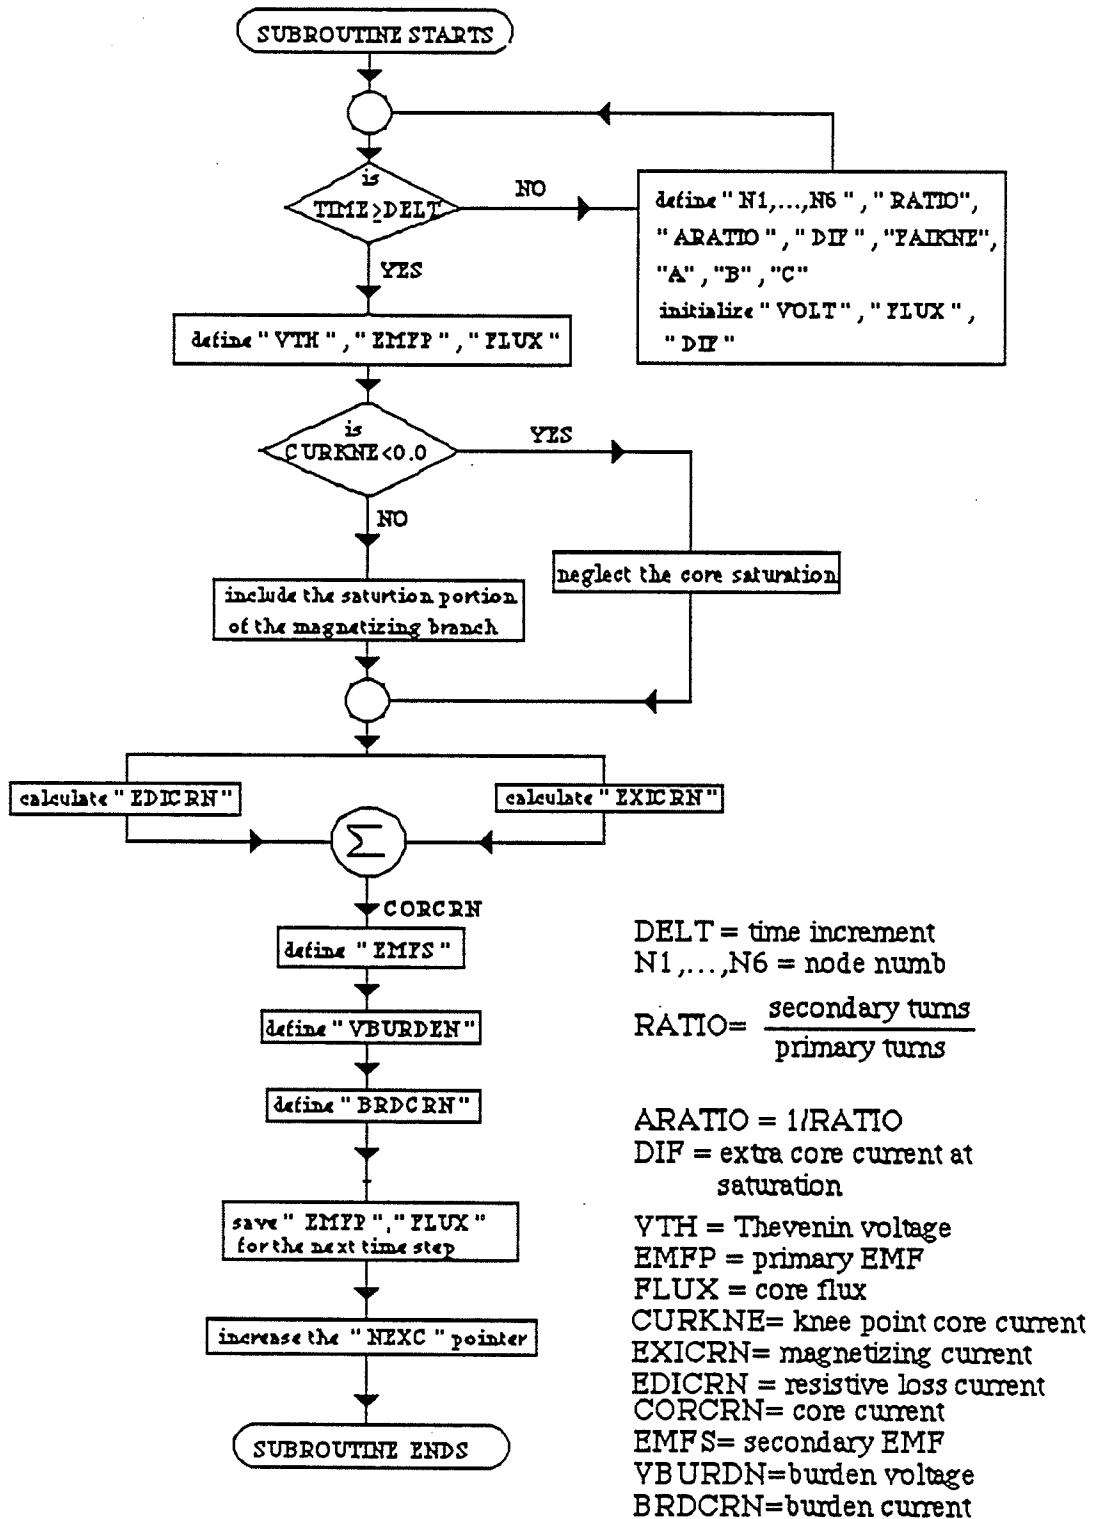 SUBROUTINE STARTS
is
TIME≥DELT
NO
YES
define "N1,...,N6", "RATIO",
"ARATIO", "DIF", "FAIKNE",
"A", "B", "C"
initialize "VOLT", "FLUX",
"DIF"
define "VTH", "EMFP", "FLUX"
is
CURKNE<0.0
YES
NO
neglect the core saturation
include the saturtion portion
of the magnetizing branch
calculate "EDICRN"
calculate "EXICRN"
Σ
CORCRN
define "EMFS"
define "VBURDEN"
define "BRDCRN"
save "EMFP", "FLUX"
for the next time step
increase the "NEXC" pointer
SUBROUTINE ENDS
DELT = time increment
N1,...,N6 = node numb
RATIO= secondary turns
primary turns
ARATIO = 1/RATIO
DIF = extra core current at
saturation
VTH = Thevenin voltage
EMFP = primary EMF
FLUX = core flux
CURKNE= knee point core current
EXICRN= magnetizing current
EDICRN = resistive loss current
CORCRN= core current
EMFS= secondary EMF
VBURDN=burden voltage
BRDCRN=burden current